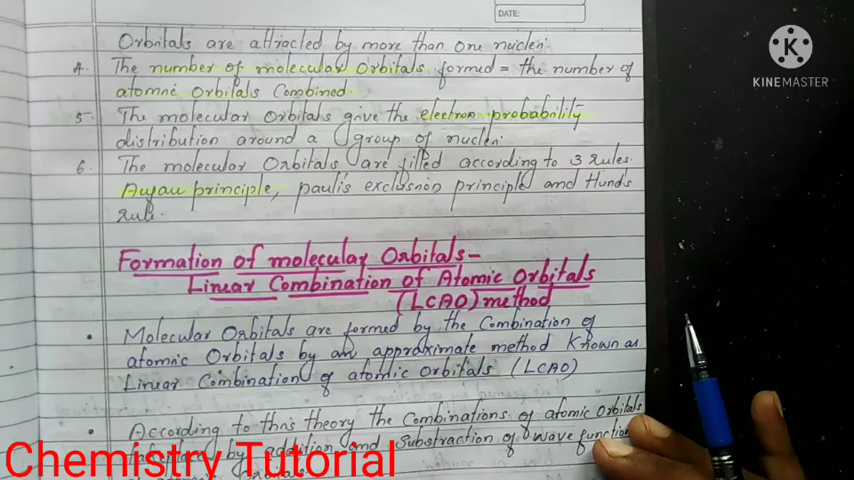 DATE:
Orbitals are attracted by more than one nuclei
4. The number of molecular Orbitals formed = the number of
atomic Orbitals Combined.
5. The molecular Orbitals give the electron probability
distribution around a group of nuclei.
6. The molecular Orbitals are filled according to 3 rules.
Aufau principle, pauli's exclusion principle and Hund's
rule.
Formation of molecular Orbitals-
Linear Combination of Atomic Orbitals
(LCAO) method
• Molecular Orbitals are formed by the Combination of
atomic Orbitals by an approximate method Known as
Linear Combination of atomic orbitals (LCAO)
• According to this theory the Combinations of atomic Orbitals
by addition and Substraction of wave function
KINEMASTER
Chemistry Tutorial